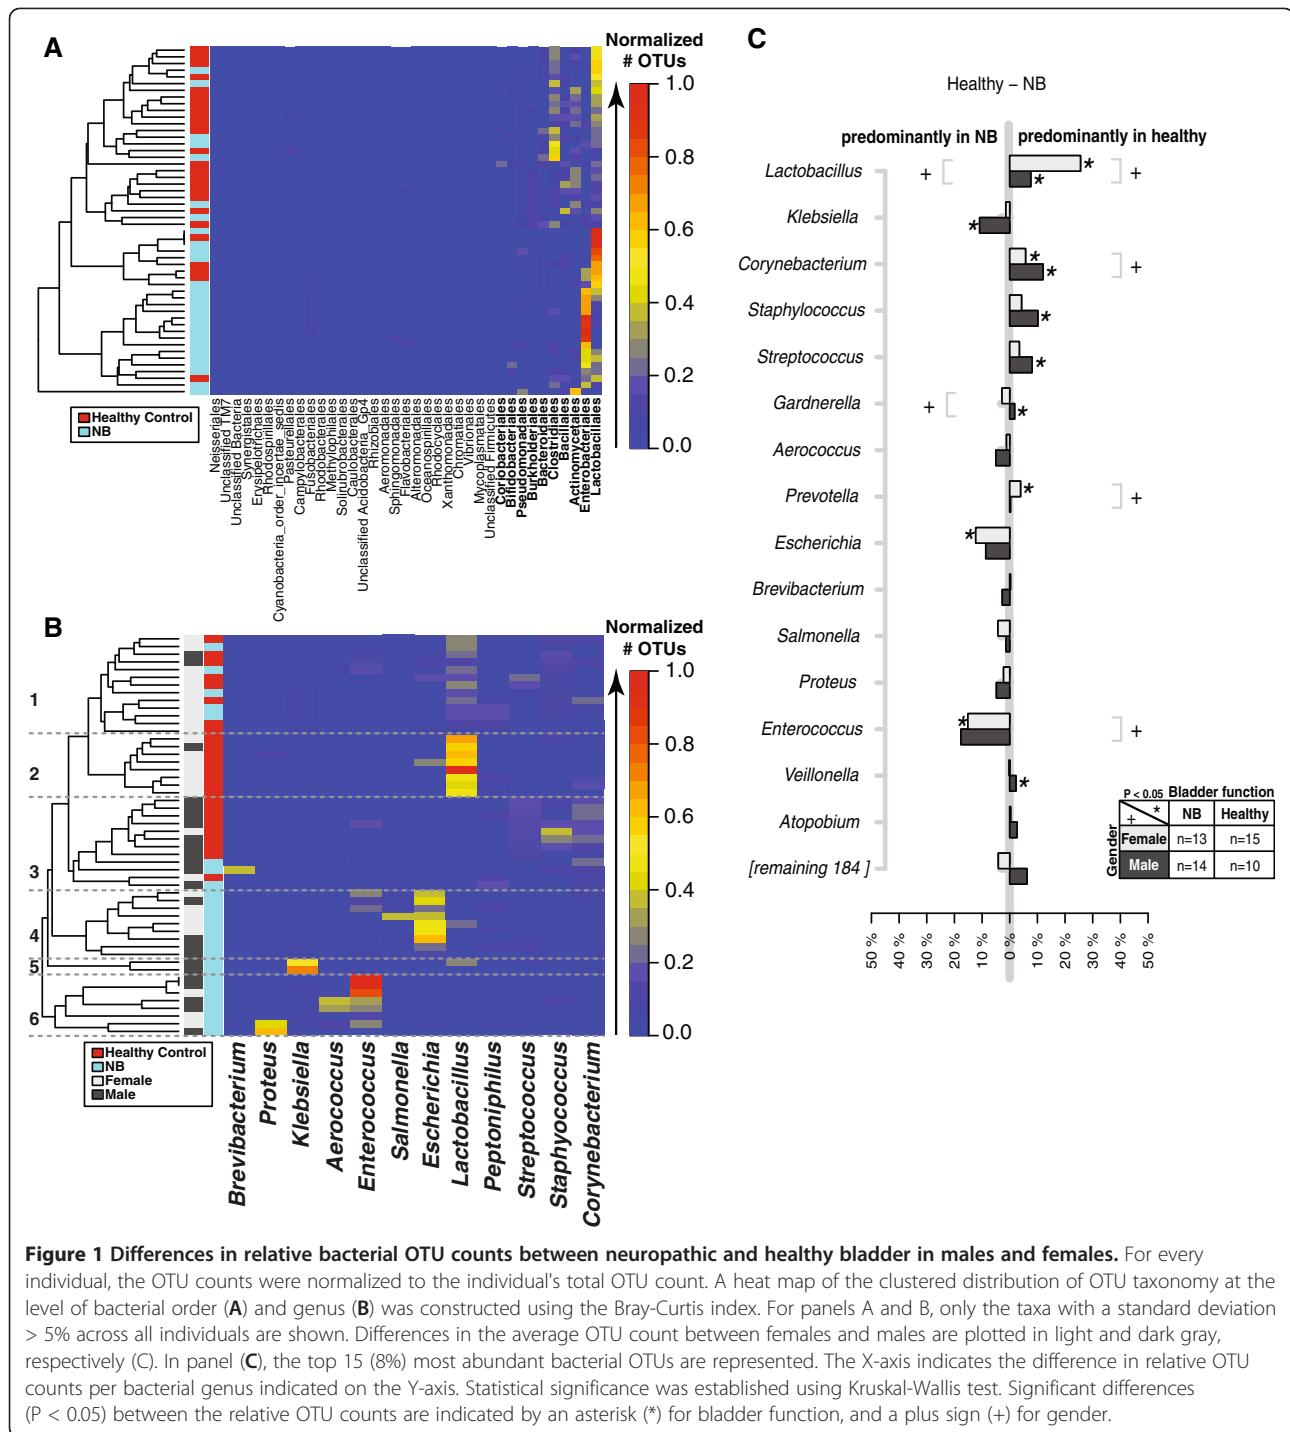 A
Normalized
# OTUs
1.0
0.8
0.6
0.4
0.2
0.0
Healthy Control
NB
Neisseriales
Unclassified TM7
Unclassified Bacteria
Synergistales
Erysipelotrichales
Rhodospirillales
Cyanobacteria_order_incertae_sedis
Pasteurellales
Campylobacterales
Fusobacteriales
Rhodobacterales
Methylophilales
Solirubrobacterales
Caulobacterales
Unclassified Acidobacteria_Gp4
Rhizobiales
Aeromonadales
Sphingomonadales
Flavobacteriales
Alteromonadales
Oceanospirillales
Rhodocyclales
Xanthomonadales
Chromatiales
Vibrionales
Mycoplasmatales
Unclassified Firmicutes
Coriobacteriales
Bifidobacteriales
Pseudomonadales
Burkholderiales
Bacteroidales
Clostridiales
Bacillales
Actinomycetales
Enterobacteriales
Lactobacillales
B
Normalized
# OTUs
1.0
0.8
0.6
0.4
0.2
0.0
1
2
3
4
5
6
Healthy Control
NB
Female
Male
Brevibacterium
Proteus
Klebsiella
Aerococcus
Enterococcus
Salmonella
Escherichia
Lactobacillus
Peptoniphilus
Streptococcus
Staphyococcus
Corynebacterium
C
Healthy – NB
predominantly in NB predominantly in healthy
Lactobacillus + * * +
Klebsiella *
Corynebacterium * * +
Staphylococcus *
Streptococcus *
Gardnerella + *
Aerococcus
Prevotella * +
Escherichia *
Brevibacterium
Salmonella
Proteus
Enterococcus * +
Veillonella *
Atopobium
[remaining 184 ]
50 % 40 % 30 % 20 % 10 % 0 % 10 % 20 % 30 % 40 % 50 %
P < 0.05 Bladder function
+ * NB Healthy
Gender
Female n=13 n=15
Male n=14 n=10
Figure 1 Differences in relative bacterial OTU counts between neuropathic and healthy bladder in males and females. For every
individual, the OTU counts were normalized to the individual's total OTU count. A heat map of the clustered distribution of OTU taxonomy at the
level of bacterial order (A) and genus (B) was constructed using the Bray-Curtis index. For panels A and B, only the taxa with a standard deviation
> 5% across all individuals are shown. Differences in the average OTU count between females and males are plotted in light and dark gray,
respectively (C). In panel (C), the top 15 (8%) most abundant bacterial OTUs are represented. The X-axis indicates the difference in relative OTU
counts per bacterial genus indicated on the Y-axis. Statistical significance was established using Kruskal-Wallis test. Significant differences
(P < 0.05) between the relative OTU counts are indicated by an asterisk (*) for bladder function, and a plus sign (+) for gender.